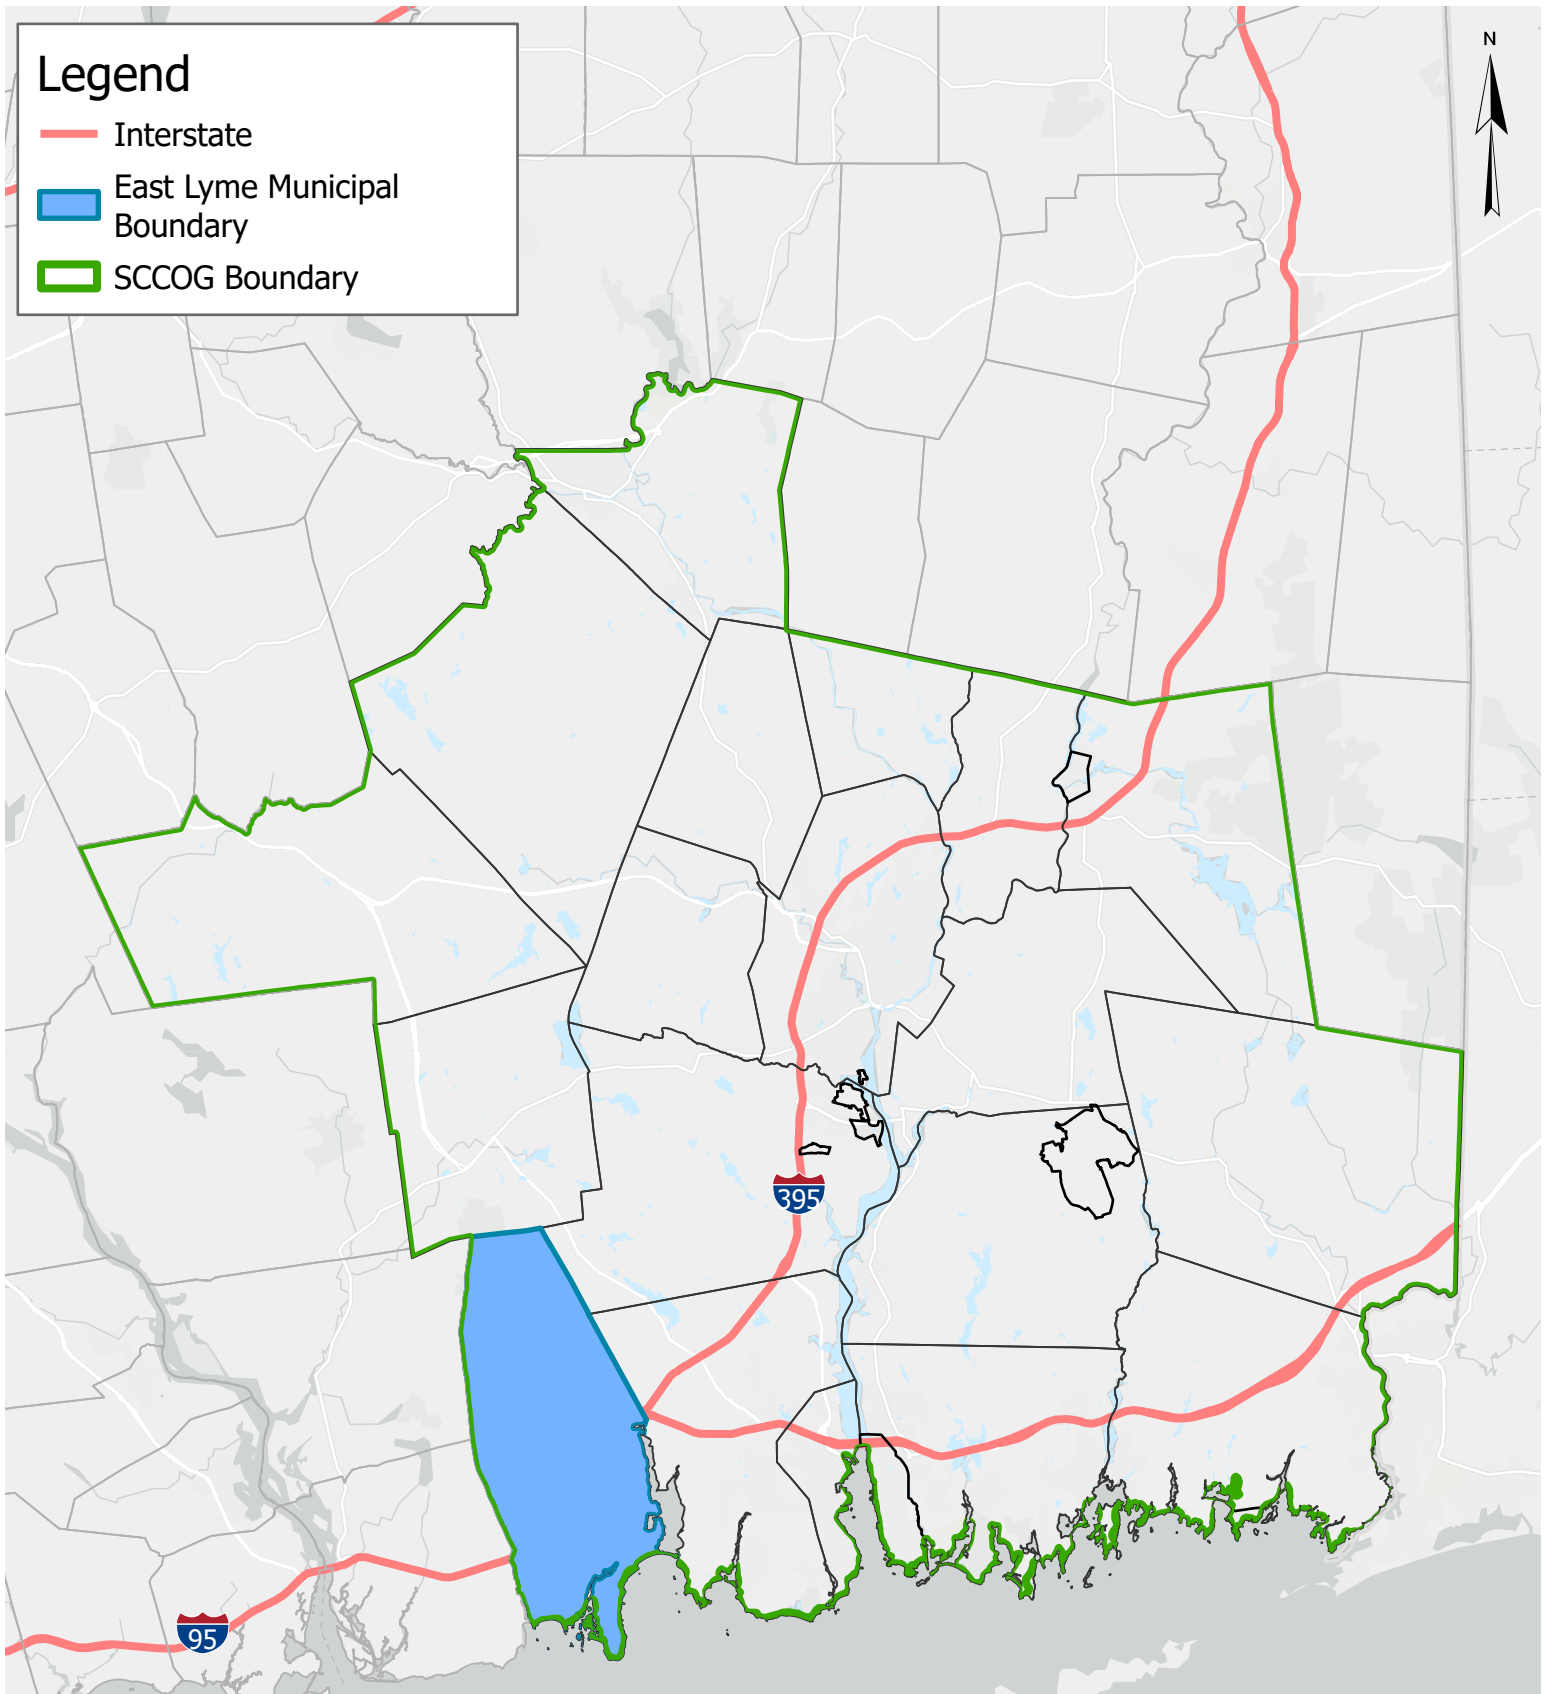 Legend
Interstate
East Lyme Municipal
Boundary
SCCOG Boundary
N
395
95